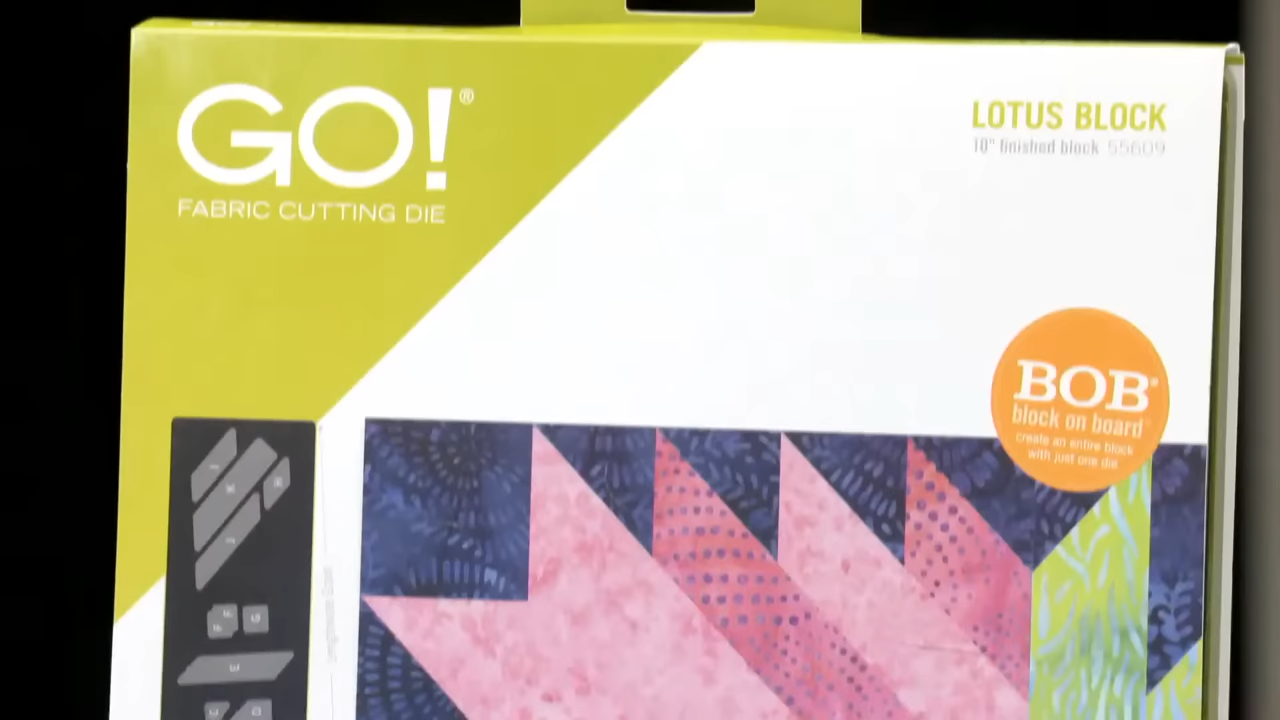 GO!®
FABRIC CUTTING DIE
LOTUS BLOCK
10" finished block 55609
BOB®
block on board
create an entire block
with just one die
F
F
G
E
C
D